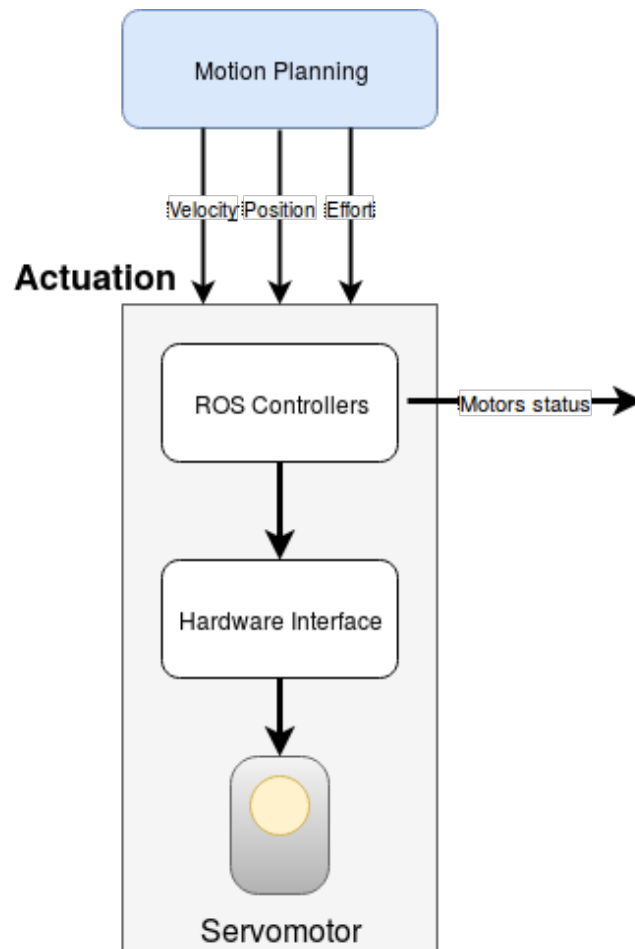 Motion Planning
Velocity Position Effort
Actuation
ROS Controllers
Motors status
Hardware Interface
Servomotor